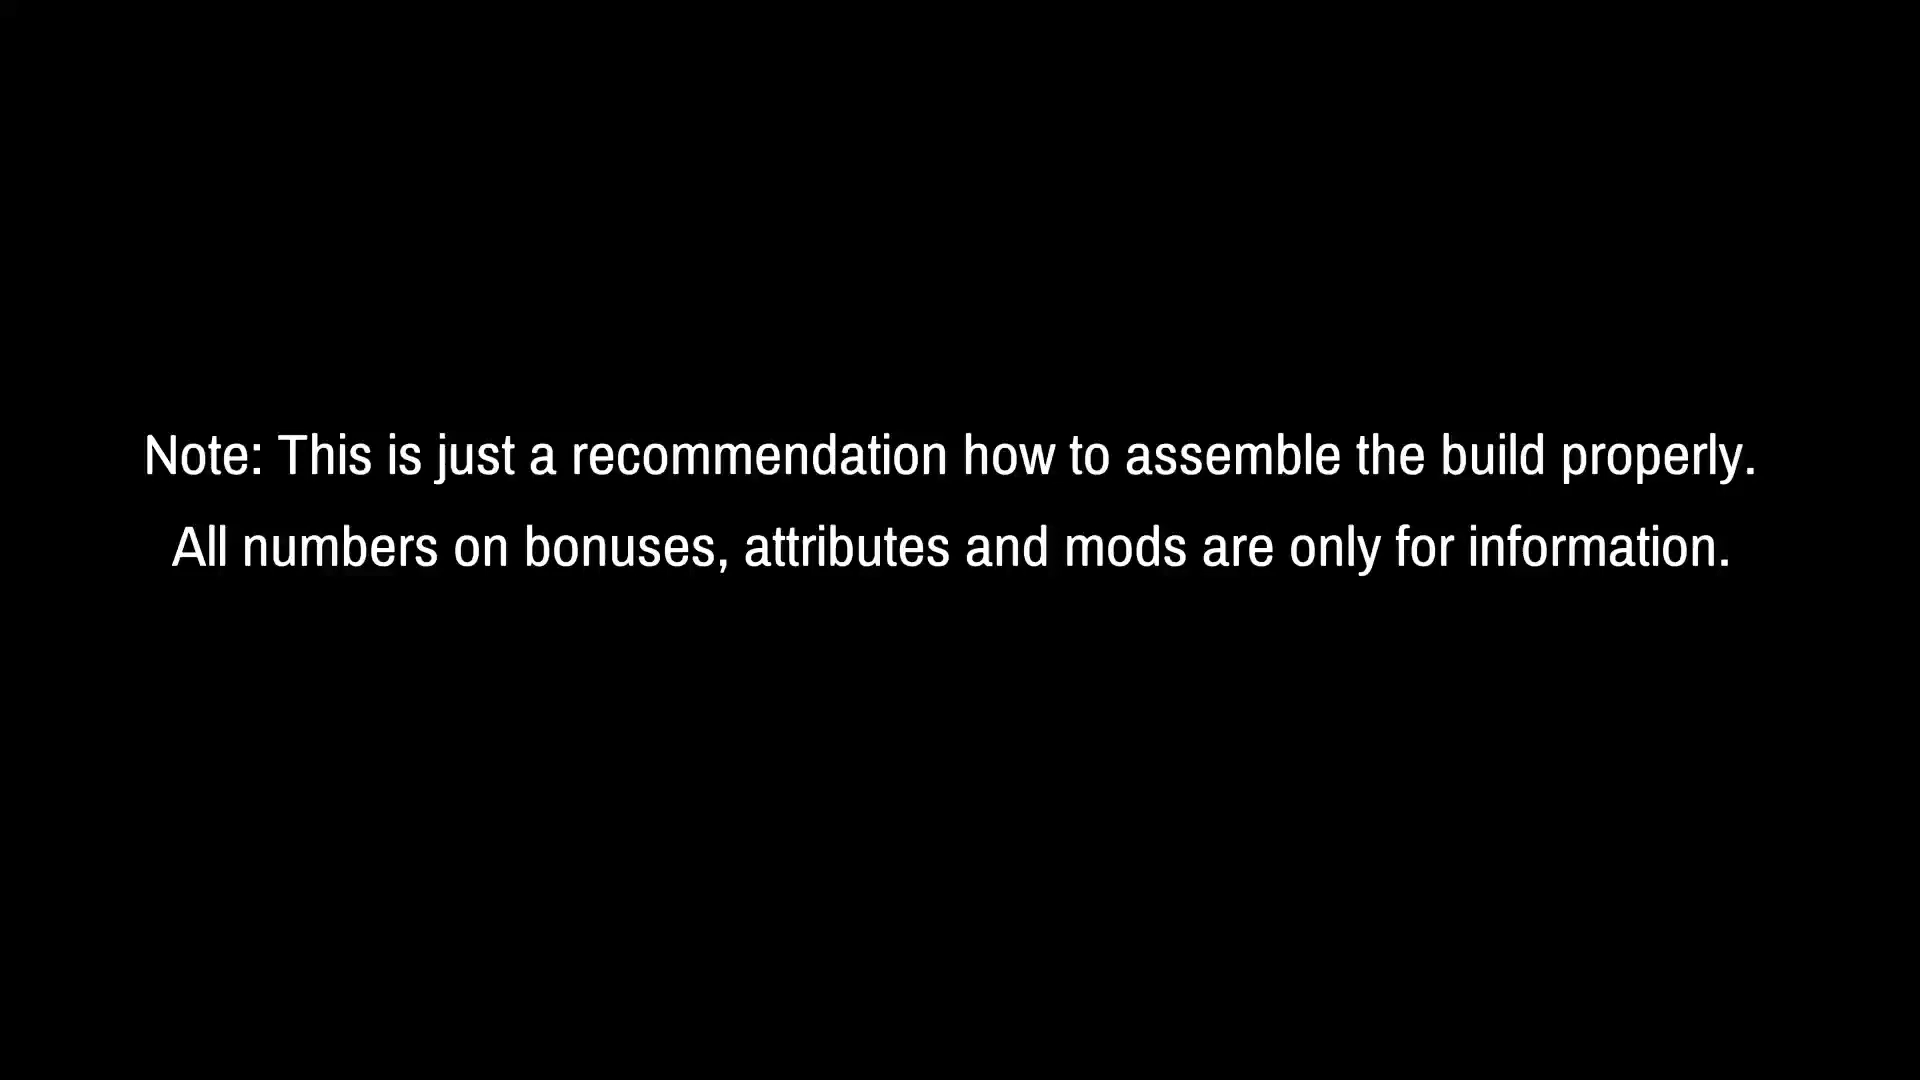 Note: This is just a recommendation how to assemble the build properly.
All numbers on bonuses, attributes and mods are only for information.